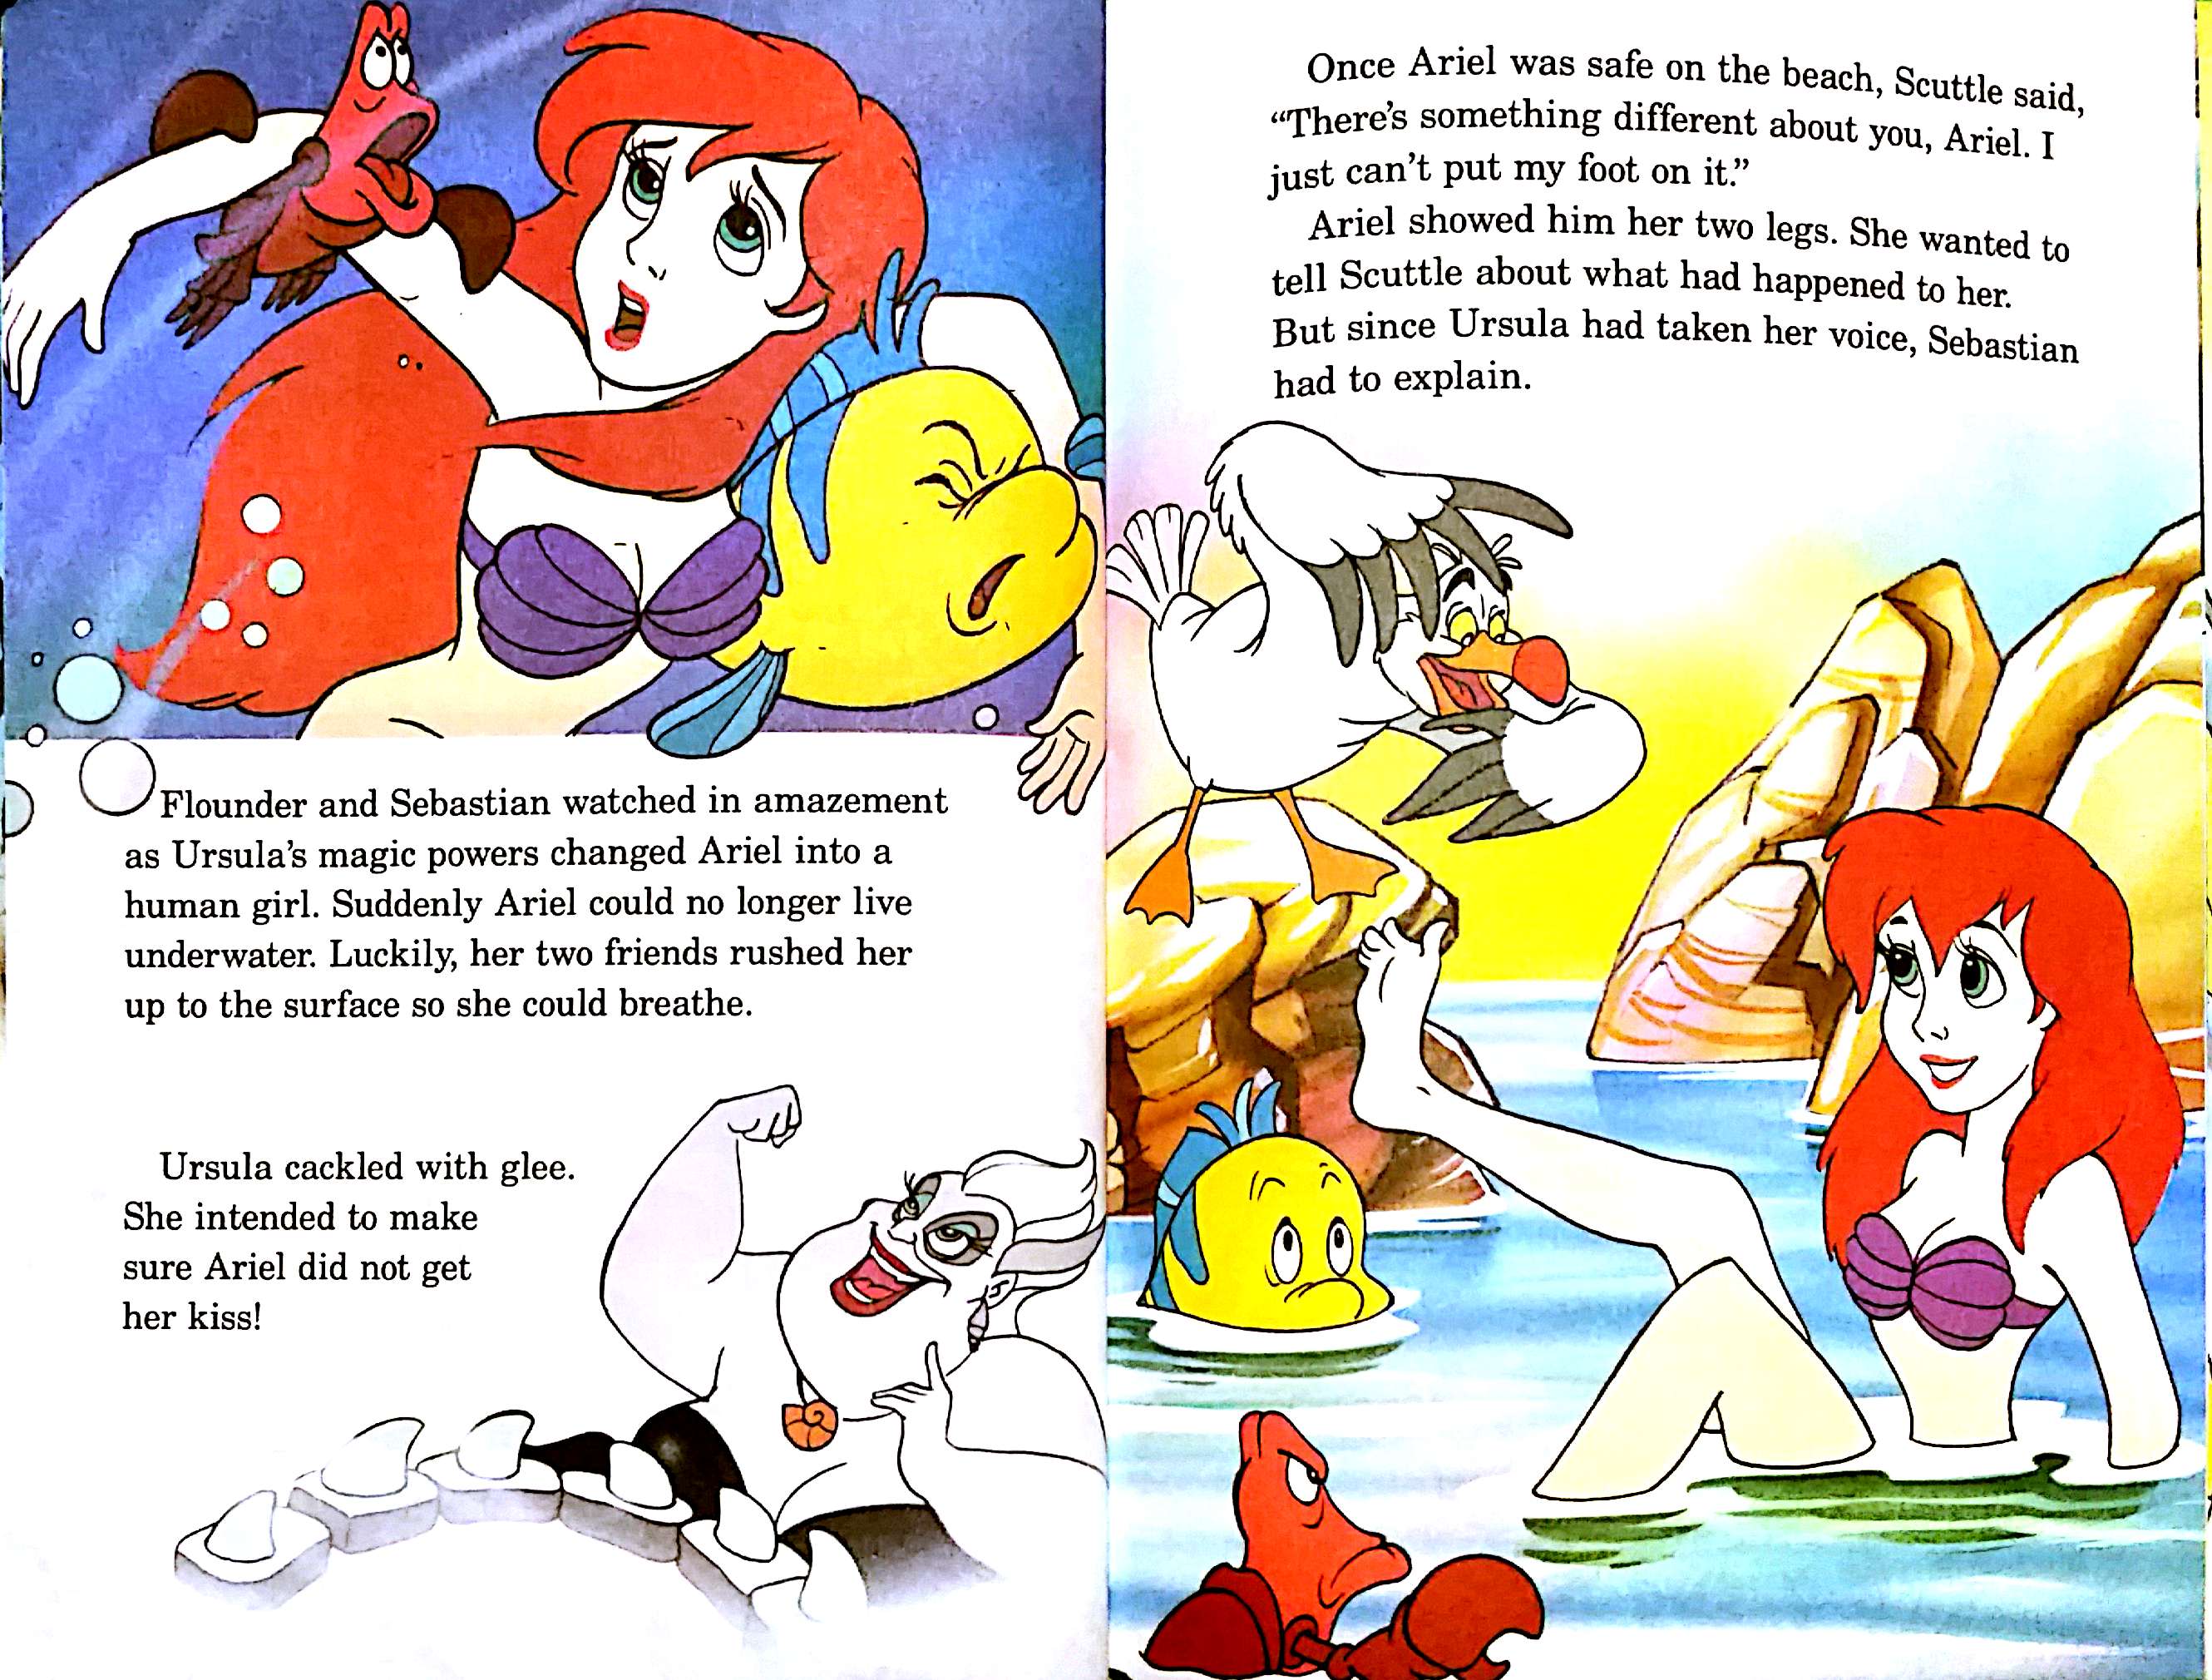 Flounder and Sebastian watched in amazement
as Ursula's magic powers changed Ariel into a
human girl. Suddenly Ariel could no longer live
underwater. Luckily, her two friends rushed her
up to the surface so she could breathe.
Ursula cackled with glee.
She intended to make
sure Ariel did not get
her kiss!
Once Ariel was safe on the beach, Scuttle said,
“There's something different about you, Ariel. I
just can't put my foot on it.”
Ariel showed him her two legs. She wanted to
tell Scuttle about what had happened to her.
But since Ursula had taken her voice, Sebastian
had to explain.